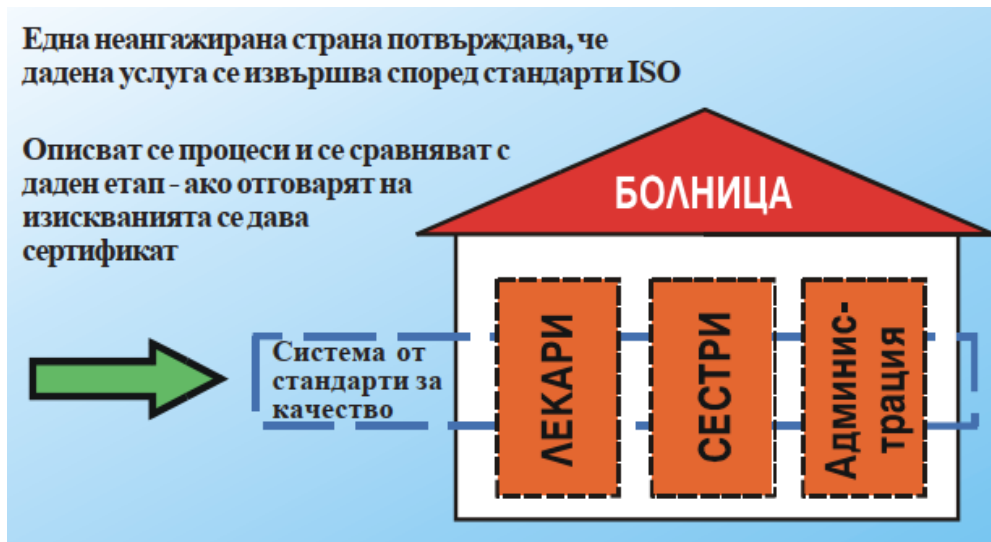 Една неангажирана страна потвърждава, че
дадена услуга се извършва според стандарти ISO
Описват се процеси и се сравняват с
даден етап - ако отговарят на
изискванията се дава
сертификат
БОЛНИЦА
Система от
стандарти за
качество
ЛЕКАРИ
СЕСТРИ
Админис-
трация